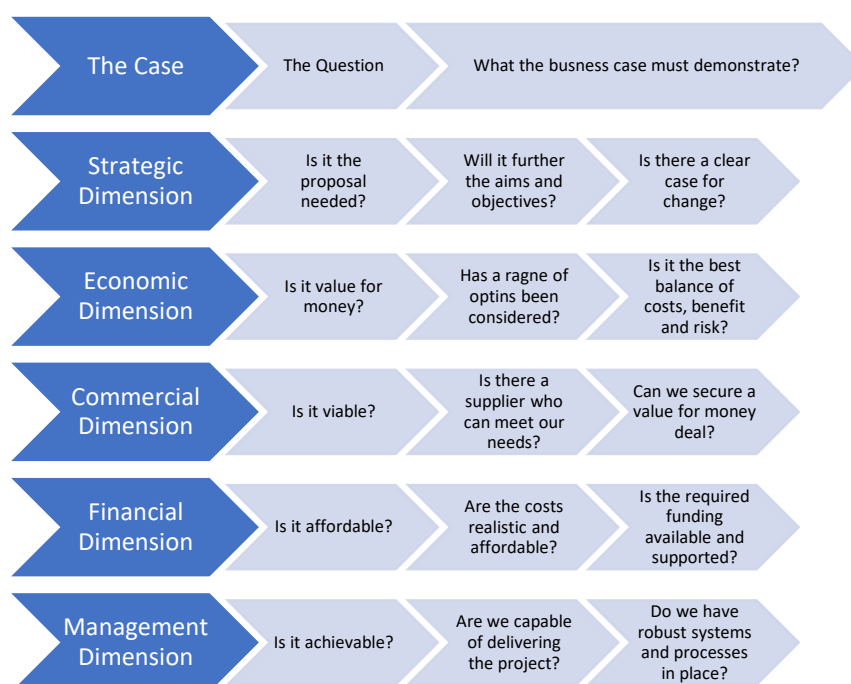 The Case
The Question
What the business case must demonstrate?
Strategic
Dimension
Is it the
proposal
needed?
Will it further
the aims and
objectives?
Is there a clear
case for
change?
Economic
Dimension
Is it value for
money?
Has a ragne of
optins been
considered?
Is it the best
balance of
costs, benefit
and risk?
Commercial
Dimension
Is it viable?
Is there a
supplier who
can meet our
needs?
Can we secure a
value for money
deal?
Financial
Dimension
Is it affordable?
Are the costs
realistic and
affordable?
Is the required
funding
available and
supported?
Management
Dimension
Is it achievable?
Are we capable
of delivering
the project?
Do we have
robust systems
and processes
in place?